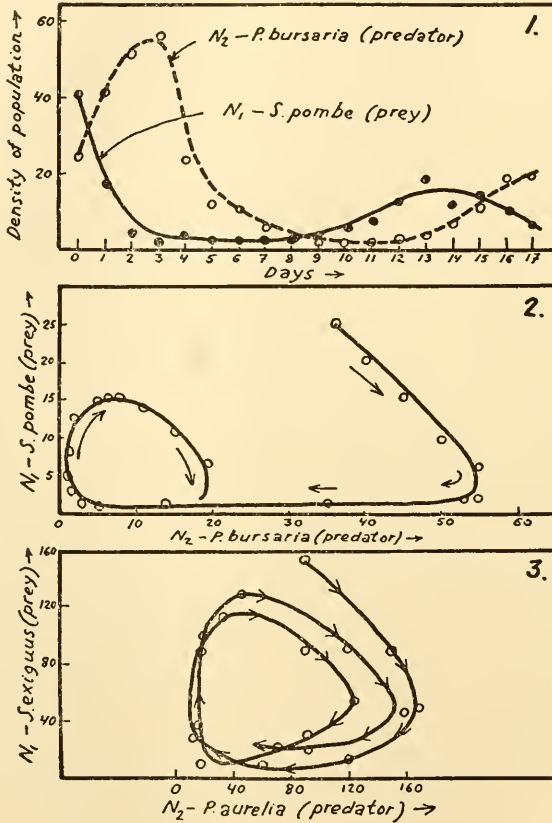 1.
Density of population →
60
40
20
N2 – P. bursaria (predator)
N1 – S. pombe (prey)
0 1 2 3 4 5 6 7 8 9 10 11 12 13 14 15 16 17
Days →
2.
N1 – S. pombe (prey) →
25
20
15
10
5
0 10 20 30 40 50 60
N2 – P. bursaria (predator) →
3.
N1 – S. exiguus (prey) →
160
120
80
40
0 40 80 120 160
N2 – P. aurelia (predator) →